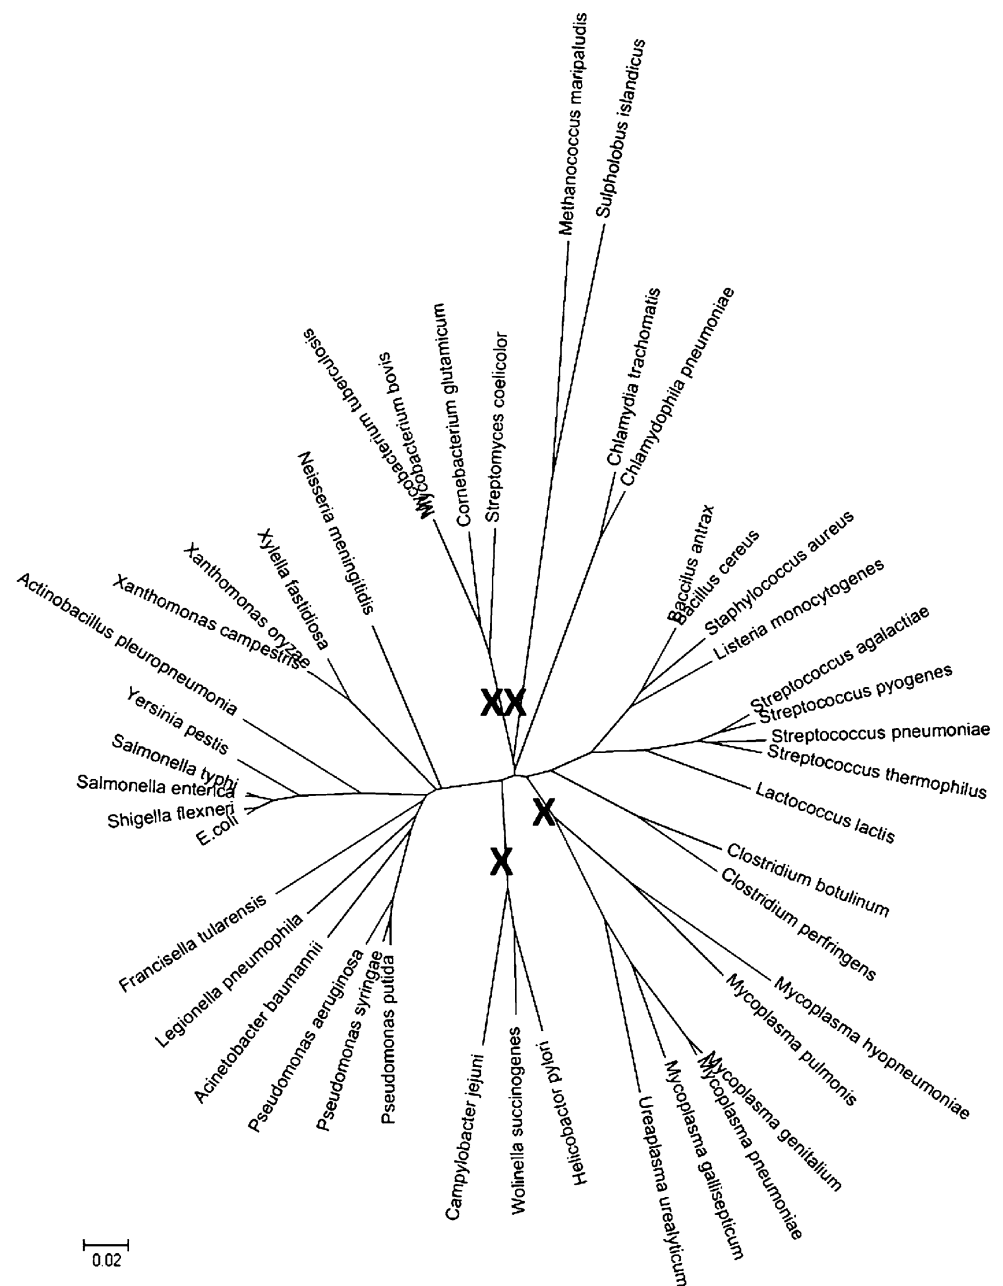 Methanococcus maripaludis
Sulpholobus islandicus
Chlamydia trachomatis
Chlamydophila pneumoniae
Mycobacterium tuberculosis
Mycobacterium bovis
Cornebacterium glutamicum
Streptomyces coelicolor
Neisseria meningitidis
Xylella fastidiosa
Xanthomonas oryzae
Xanthomonas campestris
Actinobacillus pleuropneumonia
Yersinia pestis
Salmonella typhi
Salmonella enterica
Shigella flexneri
E.coli
Baccilus antrax
Bacillus cereus
Staphylococcus aureus
Listeria monocytogenes
Streptococcus agalactiae
Streptococcus pyogenes
Streptococcus pneumoniae
Streptococcus thermophilus
Lactococcus lactis
Clostridium botulinum
Clostridium perfringens
X X
X
X
Francisella tularensis
Legionella pneumophila
Acinetobacter baumannii
Pseudomonas aeruginosa
Pseudomonas syringae
Pseudomonas putida
Campylobacter jejuni
Wolinella succinogenes
Helicobactor pylori
Ureaplasma urealyticum
Mycoplasma gallisepticum
Mycoplasma pneumoniae
Mycoplasma genitalium
Mycoplasma pulmonis
Mycoplasma hyopneumoniae
0.02